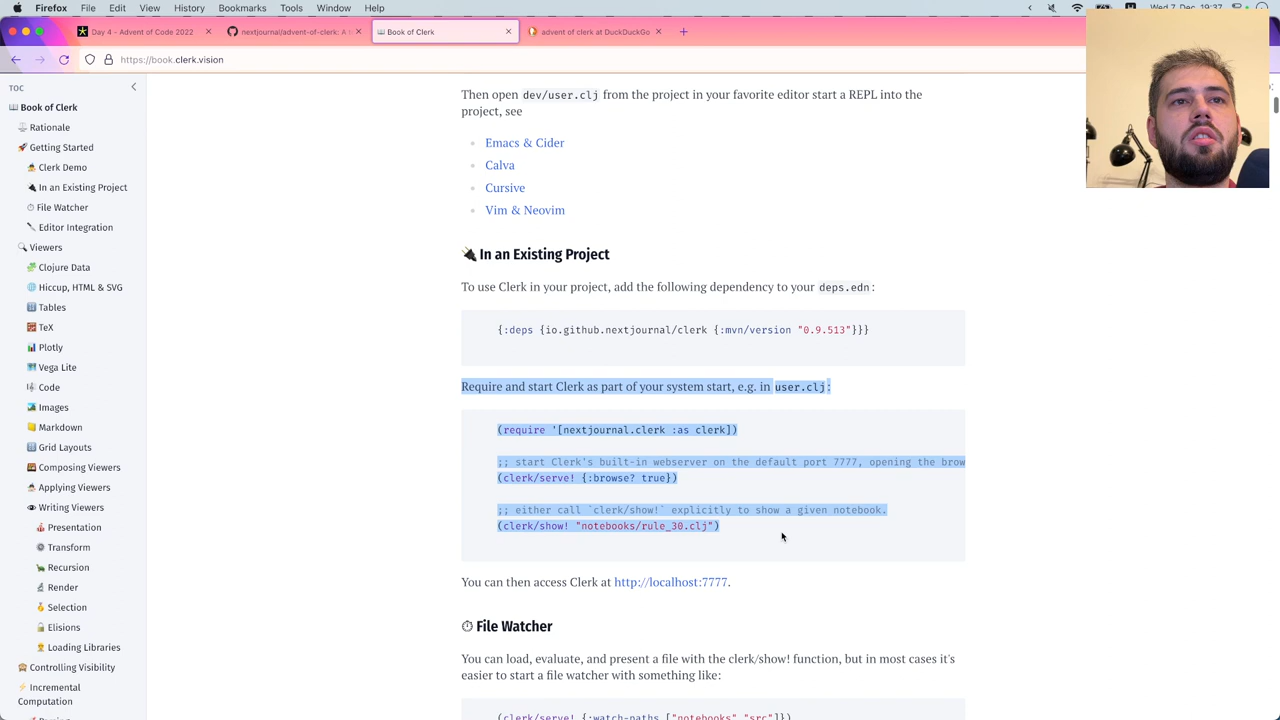 Firefox File Edit View History Bookmarks Tools Window Help
Day 4 - Advent of Code 2022
nextjournal/advent-of-clerk: A
Book of Clerk
advent of clerk at DuckDuckGo
https://book.clerk.vision
TOC
Book of Clerk
Rationale
Getting Started
Clerk Demo
In an Existing Project
File Watcher
Editor Integration
Viewers
Clojure Data
Hiccup, HTML & SVG
Tables
TeX
Plotly
Vega Lite
Code
Images
Markdown
Grid Layouts
Composing Viewers
Applying Viewers
Writing Viewers
Presentation
Transform
Recursion
Render
Selection
Elisions
Loading Libraries
Controlling Visibility
Incremental
Computation
Then open dev/user.clj from the project in your favorite editor start a REPL into the
project, see
Emacs & Cider
Calva
Cursive
Vim & Neovim
In an Existing Project
To use Clerk in your project, add the following dependency to your deps.edn:
{:deps {io.github.nextjournal/clerk {:mvn/version "0.9.513"}}}
Require and start Clerk as part of your system start, e.g. in user.clj:
(require '[nextjournal.clerk :as clerk])
;; start Clerk's built-in webserver on the default port 7777, opening the brow
(clerk/serve! {:browse? true})
;; either call `clerk/show!` explicitly to show a given notebook.
(clerk/show! "notebooks/rule_30.clj")
You can then access Clerk at http://localhost:7777.
File Watcher
You can load, evaluate, and present a file with the clerk/show! function, but in most cases it's
easier to start a file watcher with something like:
(clerk/serve! {:watch-paths ["notebooks" "src"]})